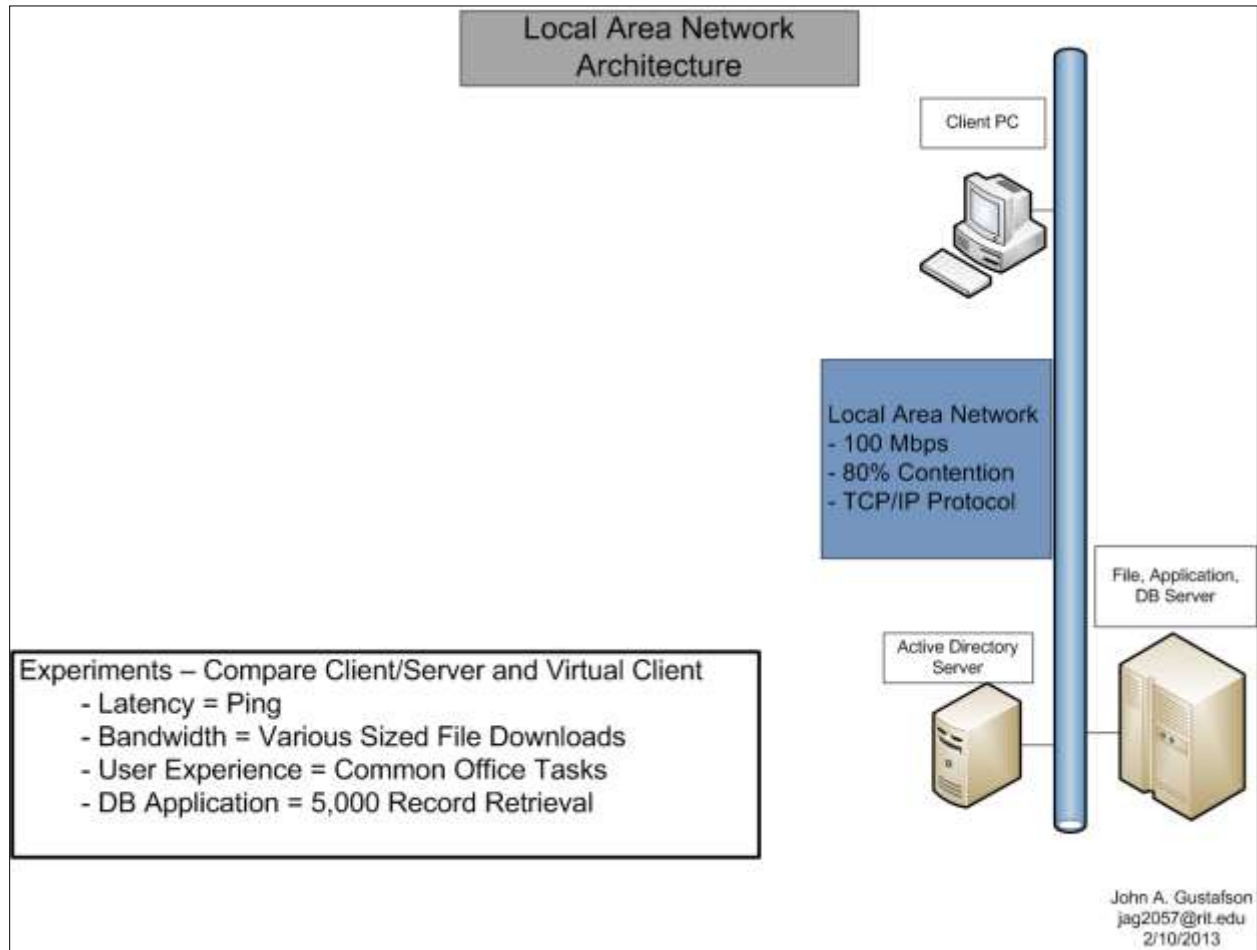 Local Area Network
Architecture
Client PC
Local Area Network
- 100 Mbps
- 80% Contention
- TCP/IP Protocol
File, Application,
DB Server
Active Directory
Server
Experiments – Compare Client/Server and Virtual Client
- Latency = Ping
- Bandwidth = Various Sized File Downloads
- User Experience = Common Office Tasks
- DB Application = 5,000 Record Retrieval
John A. Gustafson
jag2057@rit.edu
2/10/2013